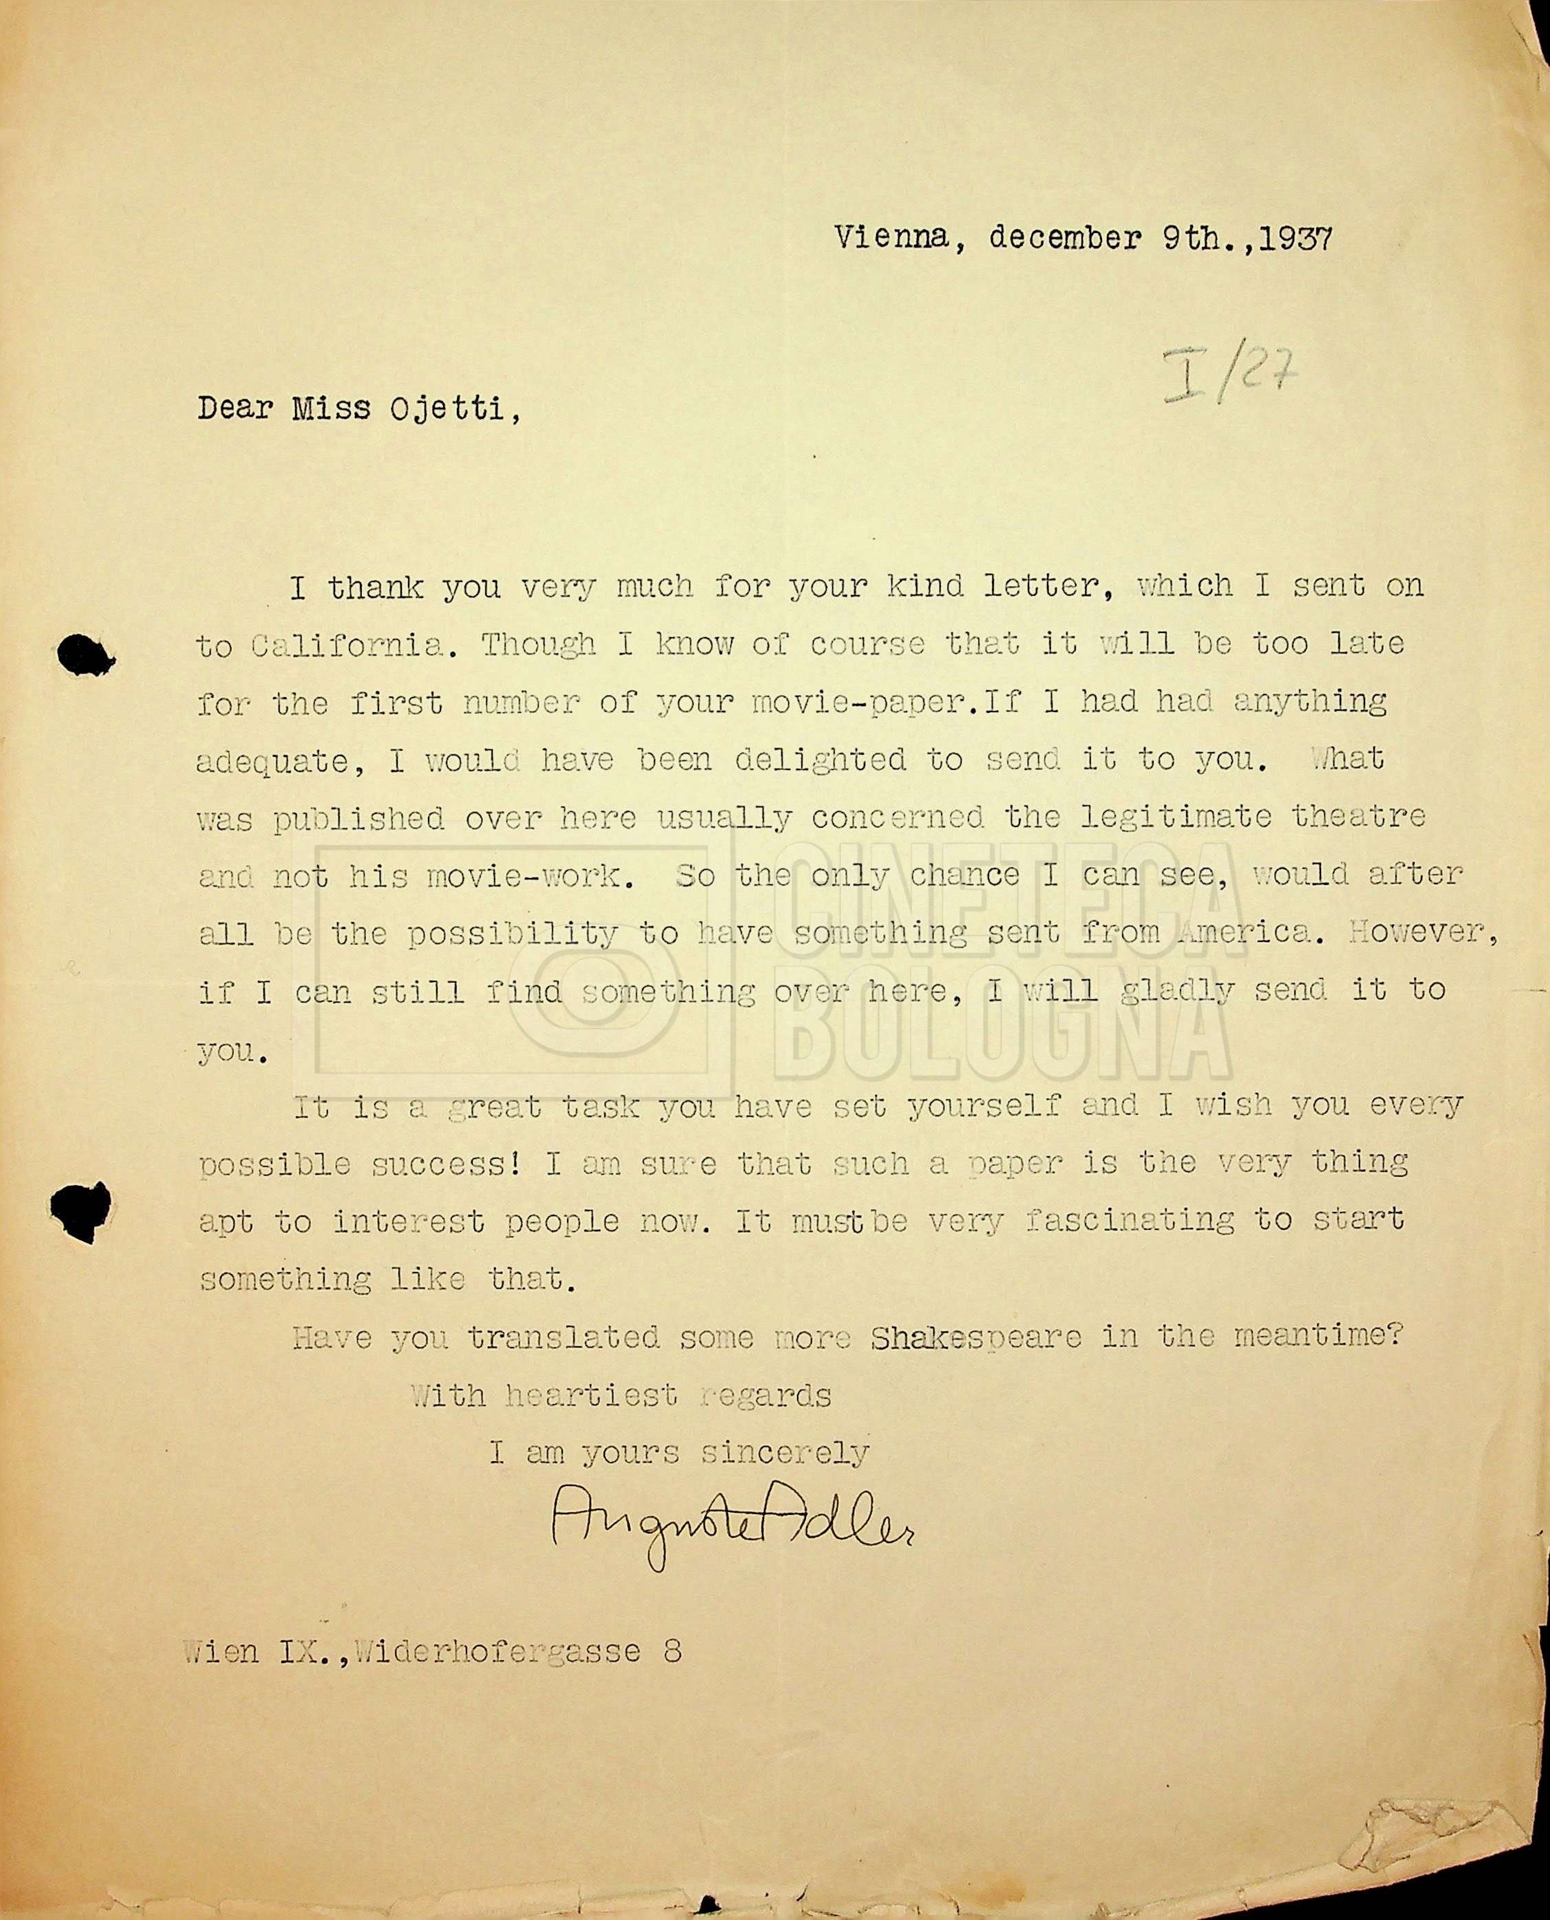 Vienna, december 9th.,1937
I/27
Dear Miss Ojetti,
I thank you very much for your kind letter, which I sent on
to California. Though I know of course that it will be too late
for the first number of your movie-paper.If I had had anything
adequate, I would have been delighted to send it to you. What
was published over here usually concerned the legitimate theatre
and not his movie-work. So the only chance I can see, would after
all be the possibility to have something sent from America. However,
if I can still find something over here, I will gladly send it to
you.
It is a great task you have set yourself and I wish you every
possible success! I am sure that such a paper is the very thing
apt to interest people now. It must be very fascinating to start
something like that.
Have you translated some more Shakespeare in the meantime?
With heartiest regards
I am yours sincerely
Auguste Adler
Wien IX.,Widerhofergasse 8
CINETECA
BOLOGNA